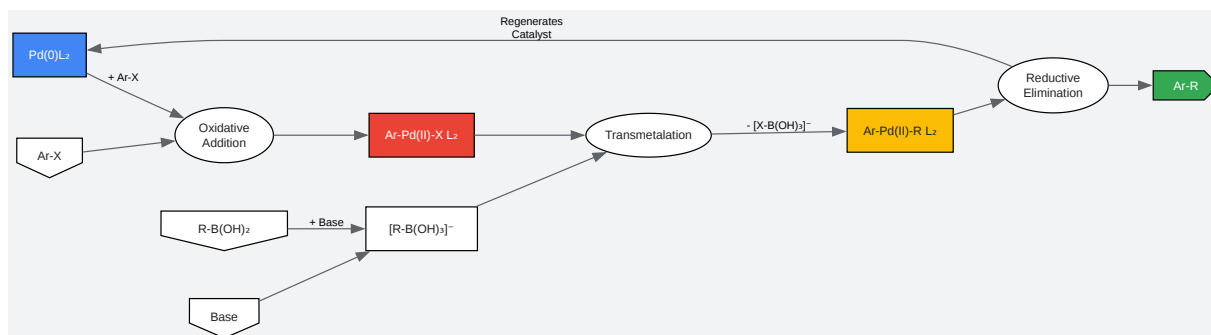 Regenerates
Catalyst
Pd(0)L₂
+ Ar-X
Reductive
Elimination
Ar-R
Oxidative
Addition
Ar-Pd(II)-X L₂
Transmetalation
- [X-B(OH)₃]⁻
Ar-Pd(II)-R L₂
Ar-X
R-B(OH)₂
+ Base
[R-B(OH)₃]⁻
Base